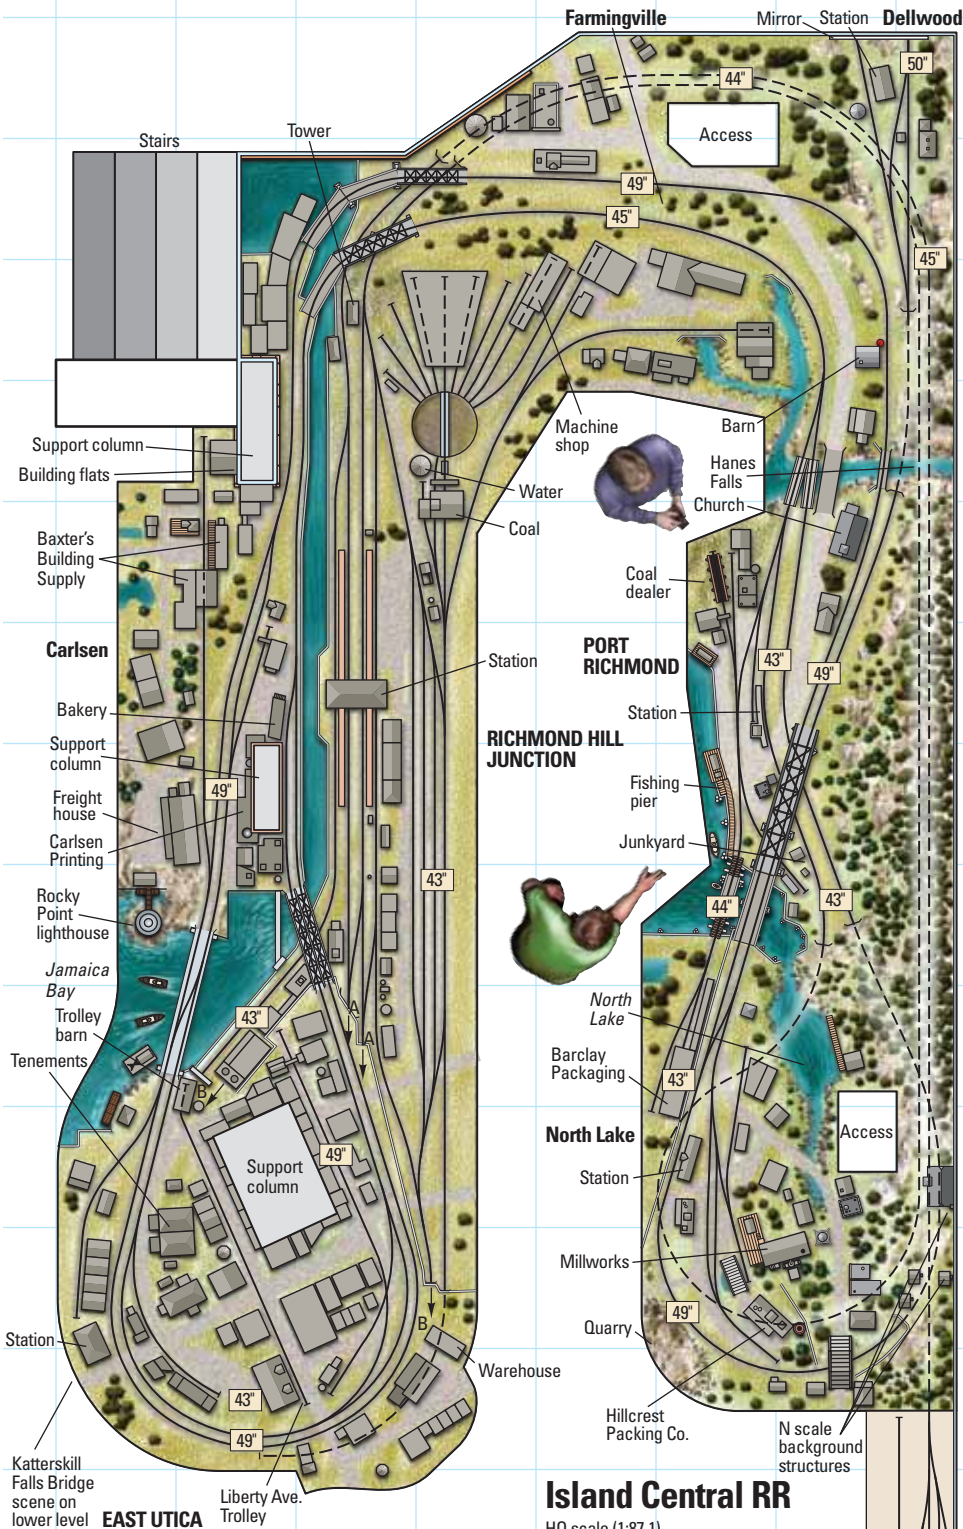 Farmingville
Mirror
Station
Dellwood
50"
44"
Stairs
Tower
Access
49"
45"
45"
Support column
Building flats
Machine
shop
Barn
Hanes
Falls
Church
Water
Coal
Baxter's
Building
Supply
Coal
dealer
Carlsen
PORT
RICHMOND
43"
49"
Station
Bakery
Station
RICHMOND HILL
JUNCTION
Support
column
49"
Freight
house
Carlsen
Printing
Fishing
pier
Junkyard
43"
43"
44"
Rocky
Point
lighthouse
Jamaica
Bay
43"
A
A
North
Lake
Trolley
barn
Tenements
B
Barclay
Packaging
43"
Access
North Lake
49"
Support
column
Station
Millworks
49"
Quarry
B
Station
Warehouse
43"
49"
Hillcrest
Packing Co.
N scale
background
structures
Katterskill
Falls Bridge
scene on
lower level
EAST UTICA
Liberty Ave.
Trolley
Island Central RR
HO scale (1:87.1)